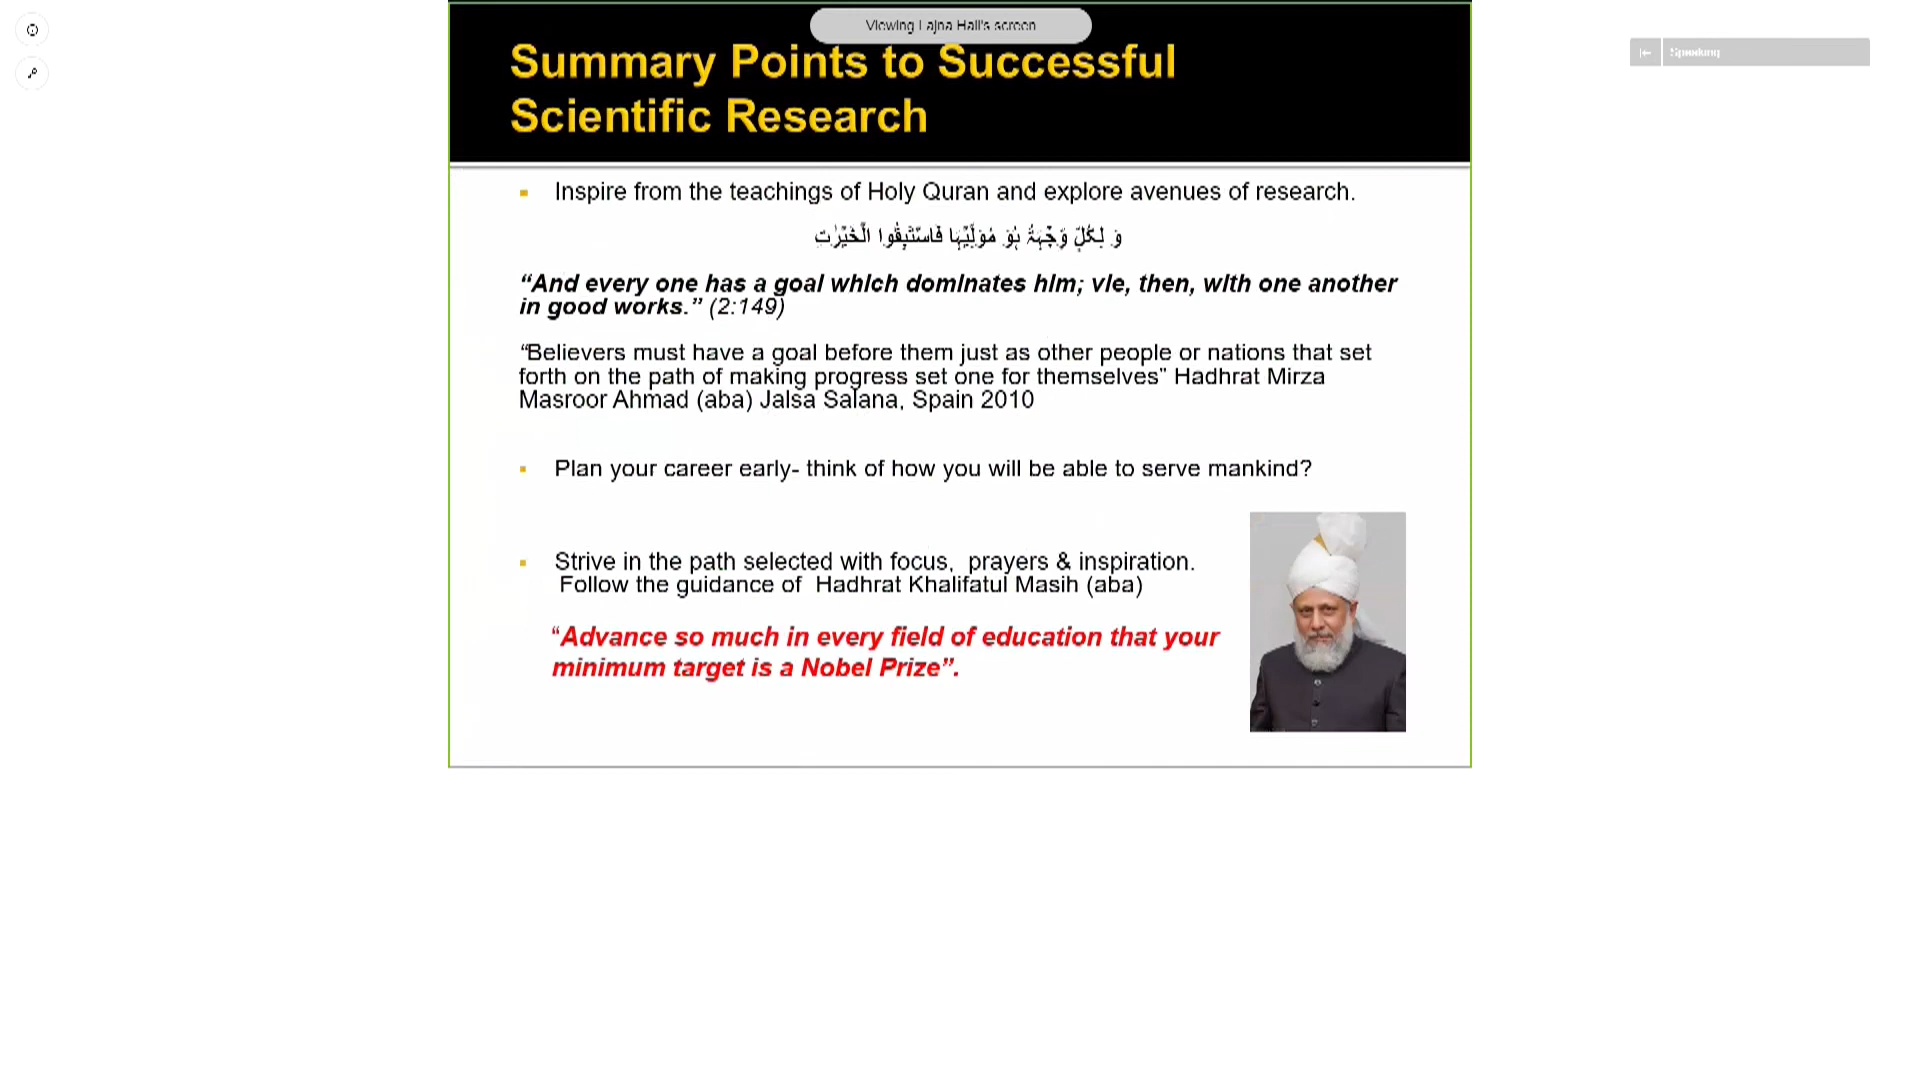 Viewing Lajna Hall's screen
Speaking
Summary Points to Successful
Scientific Research
▪ Inspire from the teachings of Holy Quran and explore avenues of research.
وَ لِکُلٍّ وِّجۡہَۃٌ ہُوَ مُوَلِّیۡہَا فَاسۡتَبِقُوا الۡخَیۡرٰتِ
“And every one has a goal which dominates him; vie, then, with one another
in good works.” (2:149)
“Believers must have a goal before them just as other people or nations that set
forth on the path of making progress set one for themselves” Hadhrat Mirza
Masroor Ahmad (aba) Jalsa Salana, Spain 2010
▪ Plan your career early- think of how you will be able to serve mankind?
▪ Strive in the path selected with focus, prayers & inspiration.
Follow the guidance of Hadhrat Khalifatul Masih (aba)
“Advance so much in every field of education that your
minimum target is a Nobel Prize”.